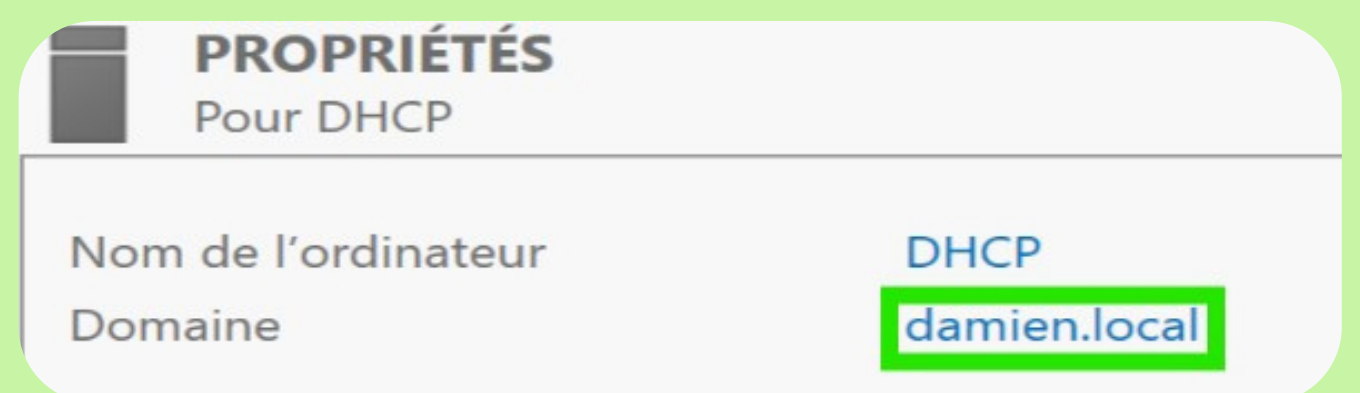 PROPRIÉTÉS
Pour DHCP
Nom de l'ordinateur DHCP
Domaine damien.local